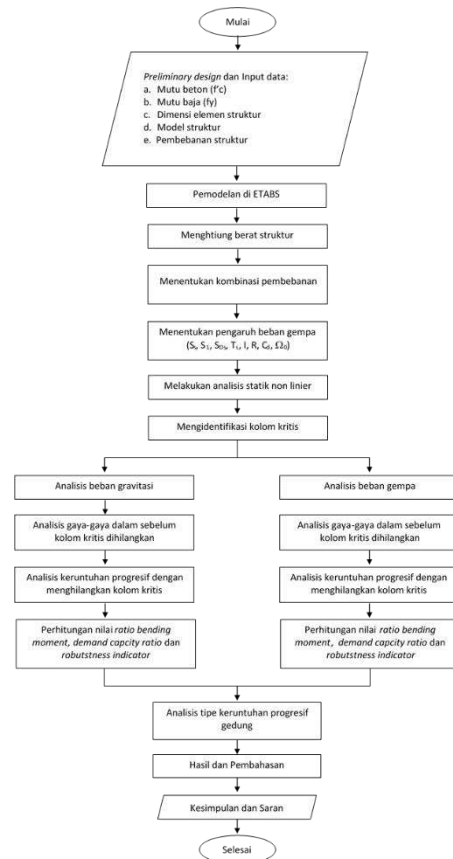 Mulai
Preliminary design dan Input data:
a. Mutu beton (f'c)
b. Mutu baja (fy)
c. Dimensi elemen struktur
d. Model struktur
e. Pembebanan struktur
Pemodelan di ETABS
Menghtiung berat struktur
Menentukan kombinasi pembebanan
Menentukan pengaruh beban gempa
(Sₛ, S₁, S_DS, Tₛ, I, R, C_d, Ω₀)
Melakukan analisis statik non linier
Mengidentifikasi kolom kritis
Analisis beban gravitasi
Analisis gaya-gaya dalam sebelum
kolom kritis dihilangkan
Analisis keruntuhan progresif dengan
menghilangkan kolom kritis
Perhitungan nilai ratio bending
moment, demand capcity ratio dan
robutstness indicator
Analisis beban gempa
Analisis gaya-gaya dalam sebelum
kolom kritis dihilangkan
Analisis keruntuhan progresif dengan
menghilangkan kolom kritis
Perhitungan nilai ratio bending
moment, demand capcity ratio dan
robutstness indicator
Analisis tipe keruntuhan progresif
gedung
Hasil dan Pembahasan
Kesimpulan dan Saran
Selesai